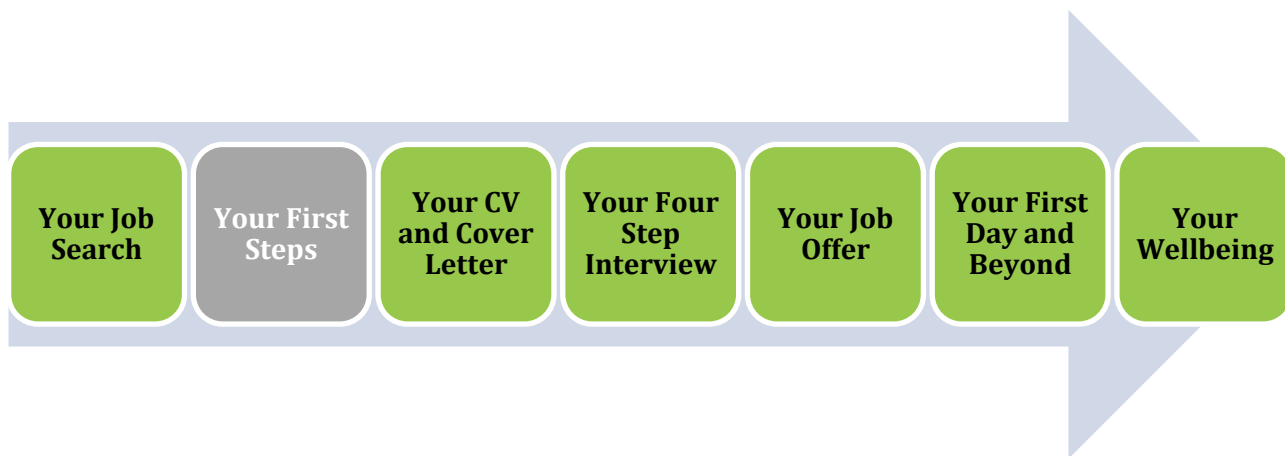 Your Job
Search
Your First
Steps
Your CV
and Cover
Letter
Your Four
Step
Interview
Your Job
Offer
Your First
Day and
Beyond
Your
Wellbeing